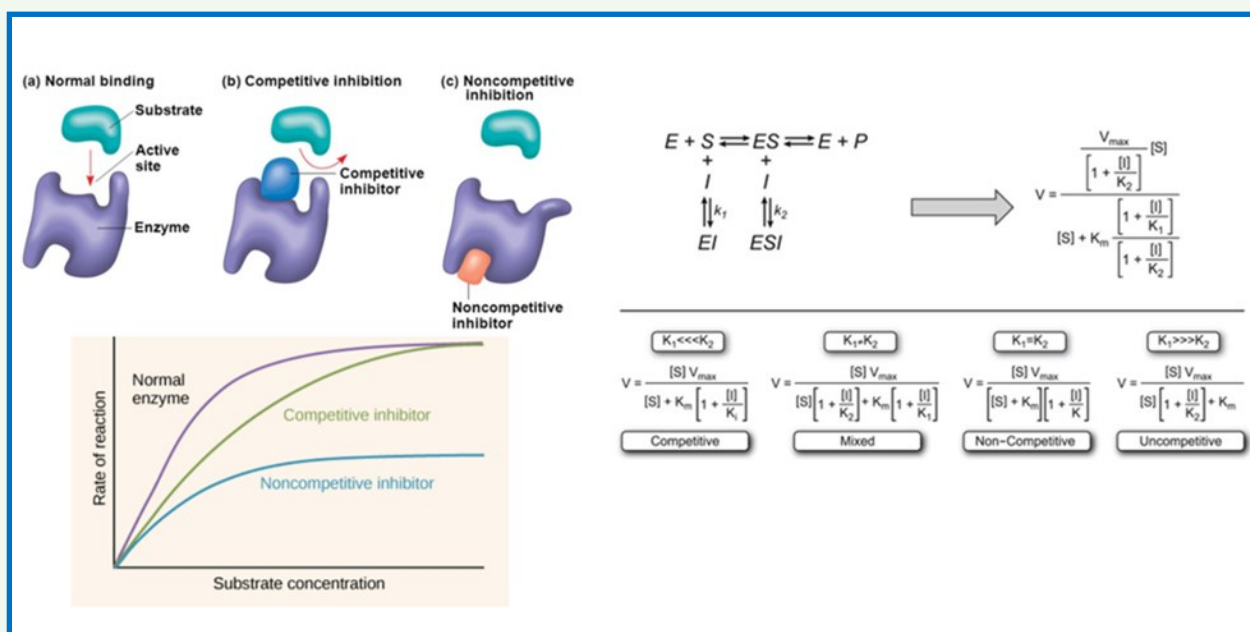 (a) Normal binding
Substrate
Active
site
Enzyme
(b) Competitive inhibition
Competitive
inhibitor
(c) Noncompetitive
inhibition
Noncompetitive
inhibitor
Rate of reaction
Normal
enzyme
Competitive inhibitor
Noncompetitive inhibitor
Substrate concentration
E + S ⇌ ES ⇌ E + P
+ +
I I
k₁ k₂
EI ESI
V = (Vmax / [1 + [I]/K₂]) [S] / ([S] + Km [1 + [I]/K₁] / [1 + [I]/K₂])
K₁<<<K₂
V = [S] Vmax / ([S] + Km [1 + [I]/Kᵢ])
Competitive
K₁≠K₂
V = [S] Vmax / ([S] [1 + [I]/K₂] + Km [1 + [I]/K₁])
Mixed
K₁=K₂
V = [S] Vmax / ([[S] + Km] [1 + [I]/K])
Non-Competitive
K₁>>>K₂
V = [S] Vmax / ([S] [1 + [I]/K₂] + Km)
Uncompetitive